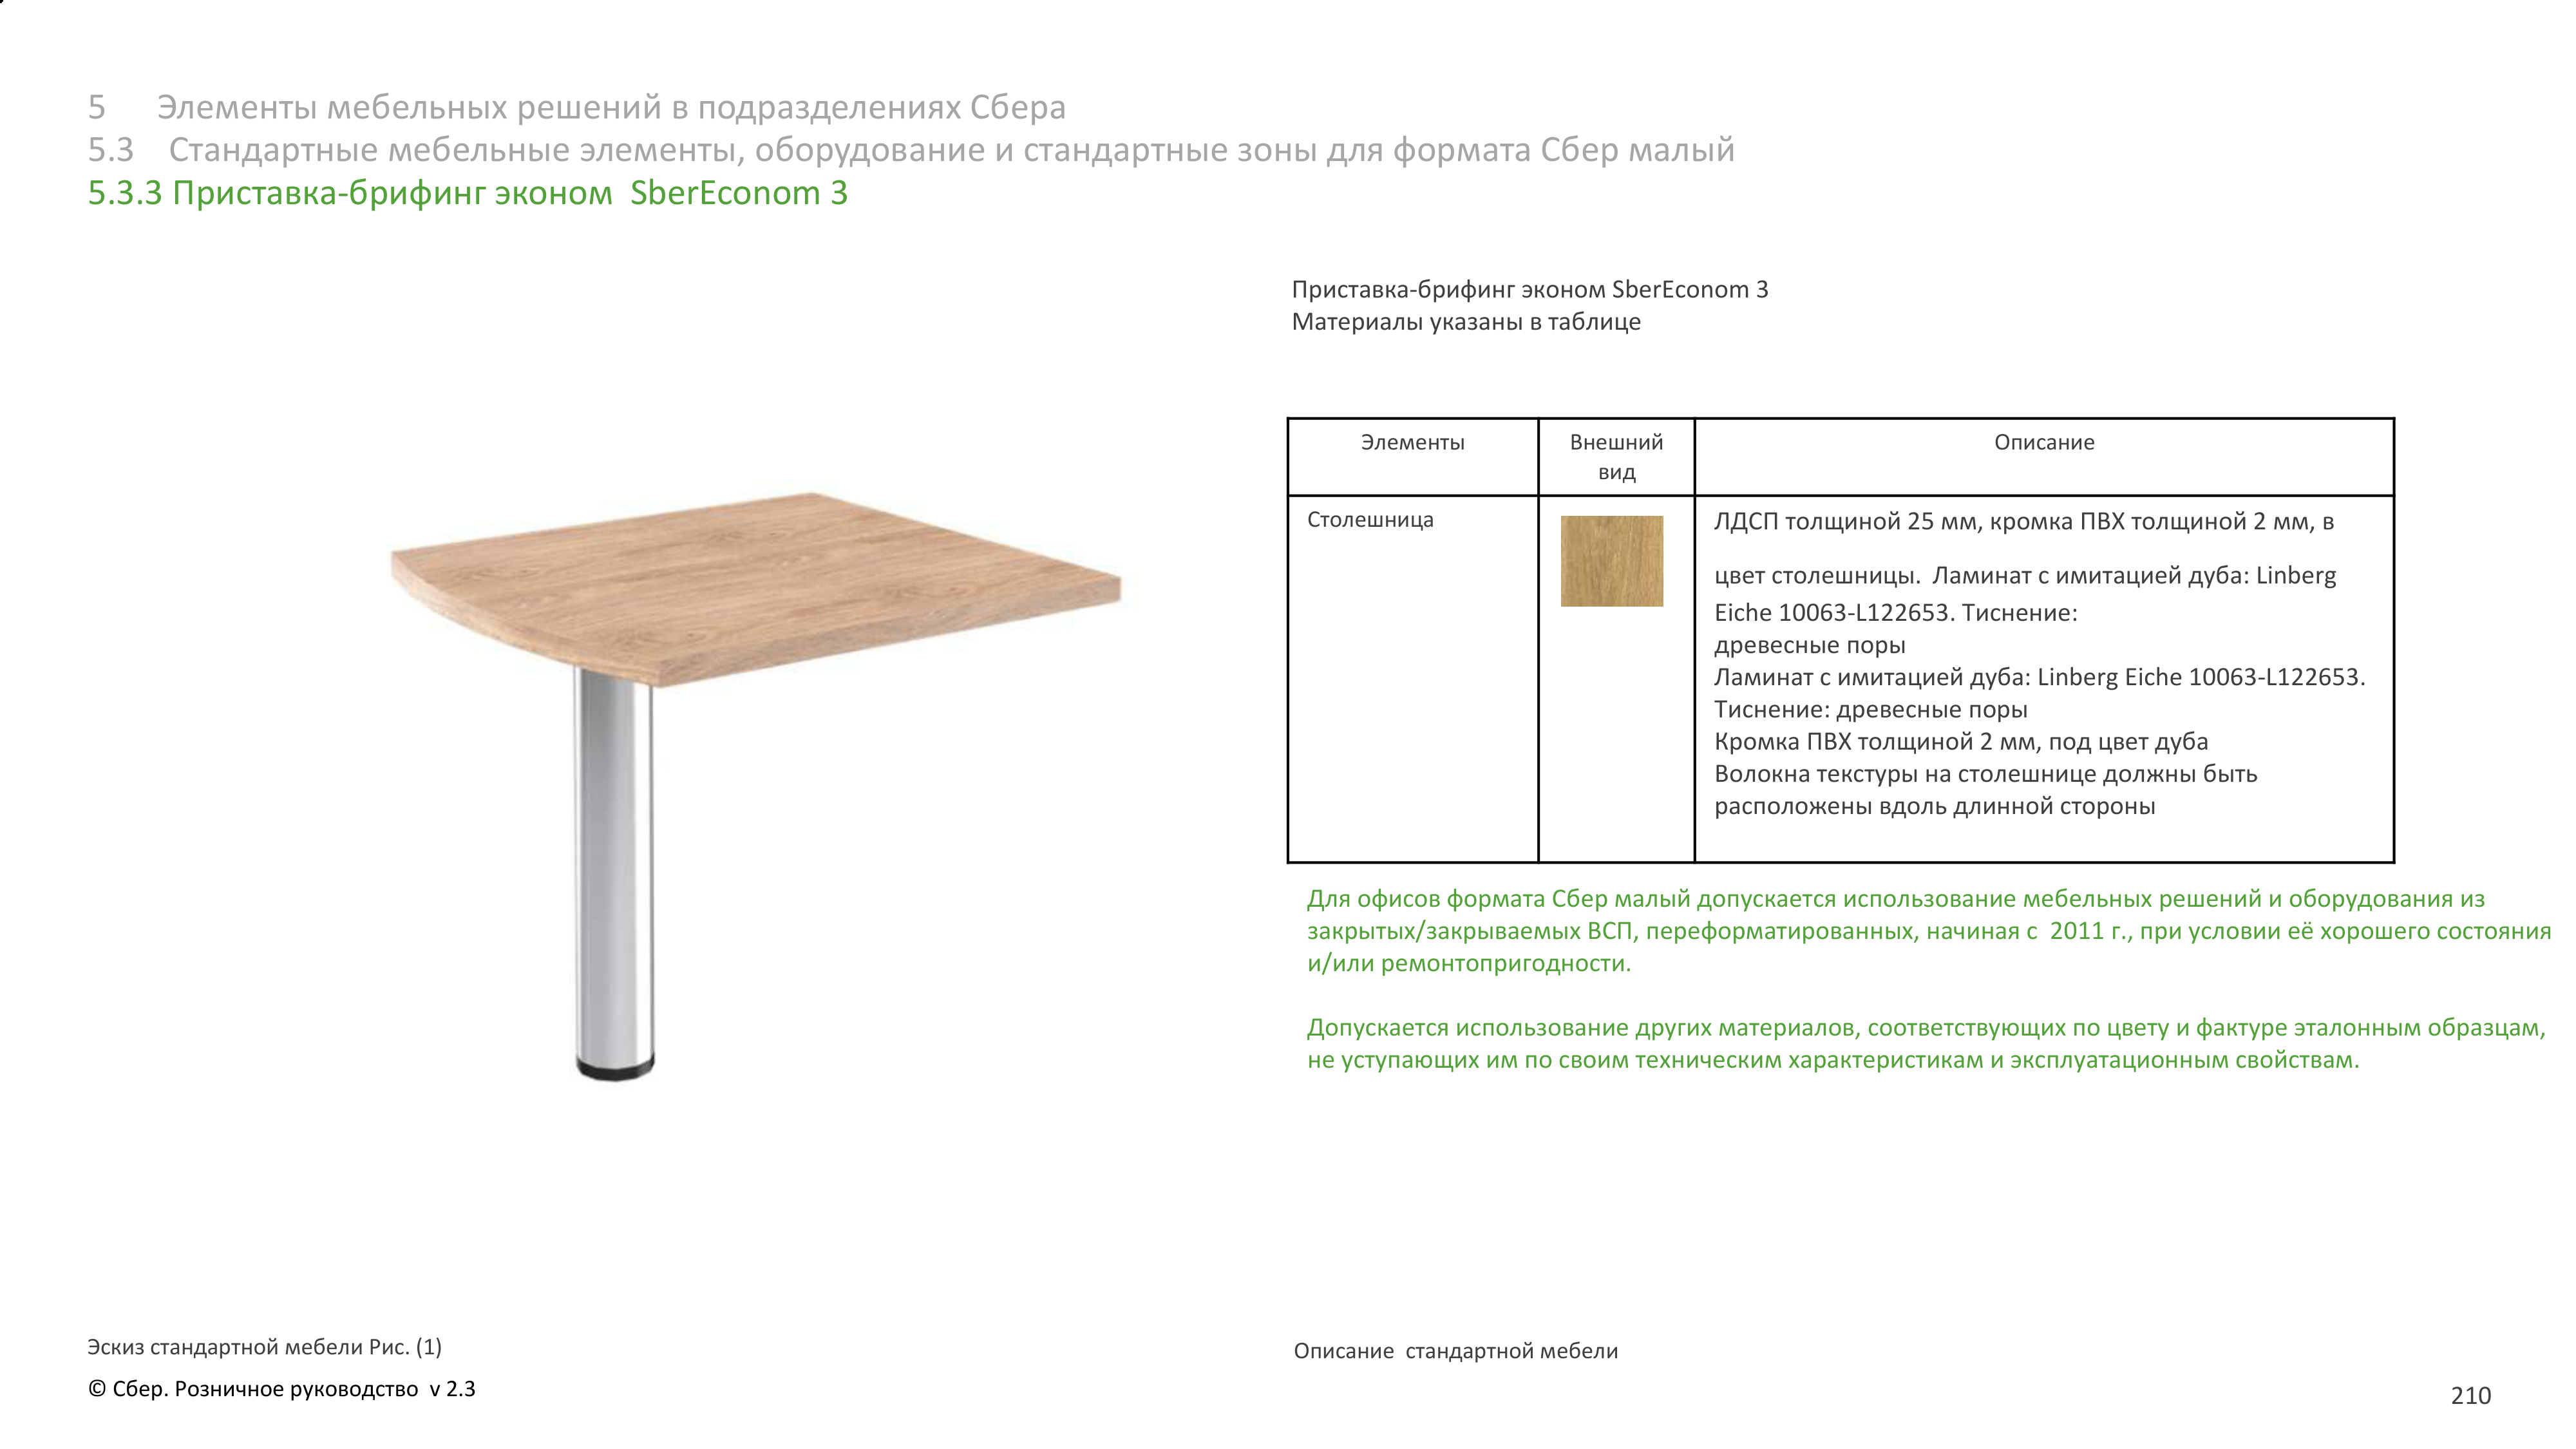 5 Элементы мебельных решений в подразделениях Сбера
5.3 Стандартные мебельные элементы, оборудование и стандартные зоны для формата Сбер малый
5.3.3 Приставка-брифинг эконом SberEconom 3
Приставка-брифинг эконом SberEconom 3
Материалы указаны в таблице
Элементы
Внешний
вид
Описание
Столешница
ЛДСП толщиной 25 мм, кромка ПВХ толщиной 2 мм, в
цвет столешницы. Ламинат с имитацией дуба: Linberg
Eiche 10063-L122653. Тиснение:
древесные поры
Ламинат с имитацией дуба: Linberg Eiche 10063-L122653.
Тиснение: древесные поры
Кромка ПВХ толщиной 2 мм, под цвет дуба
Волокна текстуры на столешнице должны быть
расположены вдоль длинной стороны
Для офисов формата Сбер малый допускается использование мебельных решений и оборудования из
закрытых/закрываемых ВСП, переформатированных, начиная с 2011 г., при условии её хорошего состояния
и/или ремонтопригодности.
Допускается использование других материалов, соответствующих по цвету и фактуре эталонным образцам,
не уступающих им по своим техническим характеристикам и эксплуатационным свойствам.
Эскиз стандартной мебели Рис. (1)
Описание стандартной мебели
© Сбер. Розничное руководство v 2.3
210